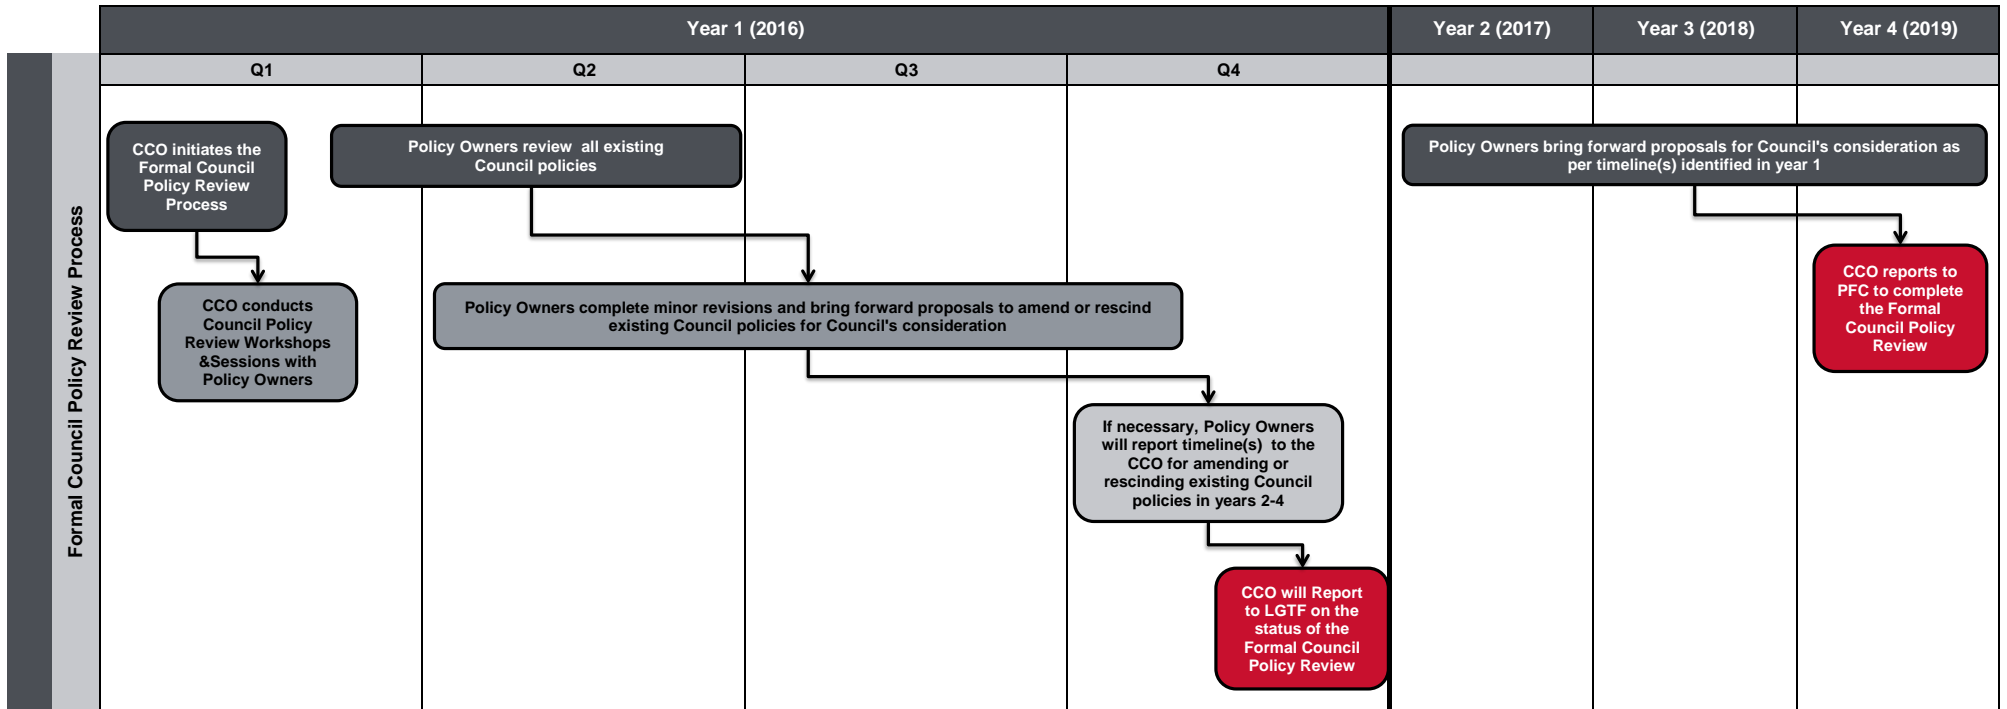 Year 1 (2016)
Year 2 (2017)
Year 3 (2018)
Year 4 (2019)
Q1
Q2
Q3
Q4
Formal Council Policy Review Process
CCO initiates the
Formal Council
Policy Review
Process
CCO conducts
Council Policy
Review Workshops
&Sessions with
Policy Owners
Policy Owners review all existing
Council policies
Policy Owners complete minor revisions and bring forward proposals to amend or rescind
existing Council policies for Council's consideration
If necessary, Policy Owners
will report timeline(s) to the
CCO for amending or
rescinding existing Council
policies in years 2-4
CCO will Report
to LGTF on the
status of the
Formal Council
Policy Review
Policy Owners bring forward proposals for Council's consideration as
per timeline(s) identified in year 1
CCO reports to
PFC to complete
the Formal
Council Policy
Review